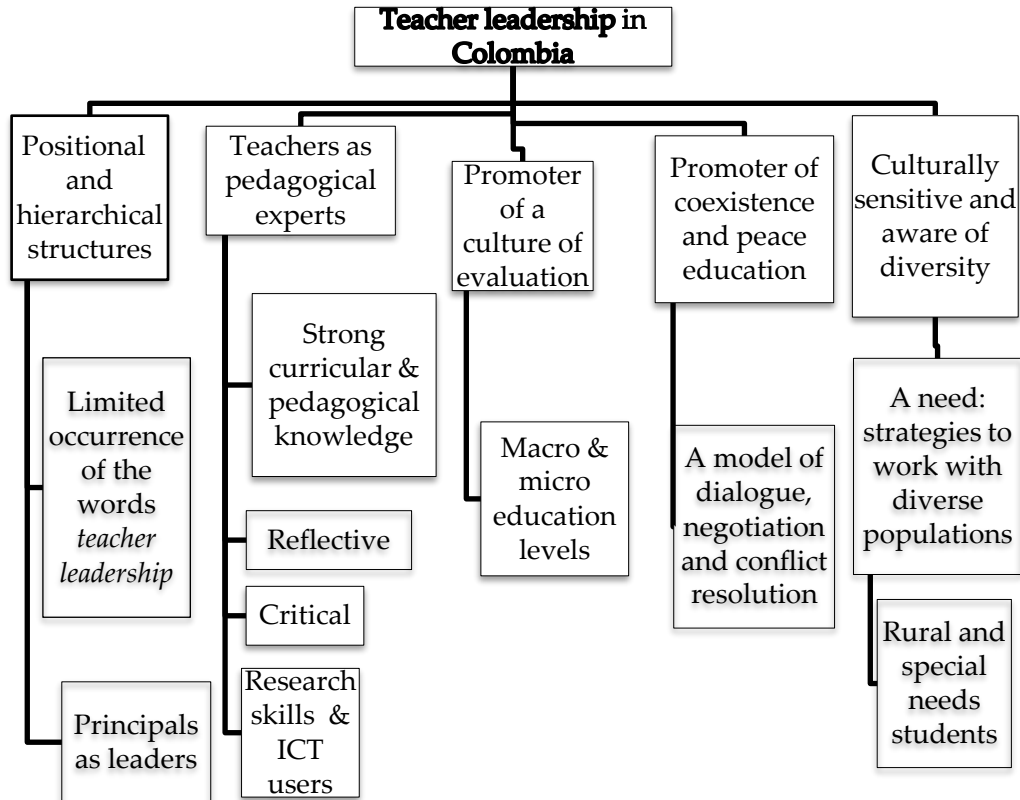 Teacher leadership in
Colombia
Positional
and
hierarchical
structures
Limited
occurrence
of the
words
teacher
leadership
Principals
as leaders
Teachers as
pedagogical
experts
Strong
curricular &
pedagogical
knowledge
Reflective
Critical
Research
skills &
ICT
users
Promoter
of a
culture of
evaluation
Macro &
micro
education
levels
Promoter of
coexistence
and peace
education
A model of
dialogue,
negotiation
and conflict
resolution
Culturally
sensitive and
aware of
diversity
A need:
strategies to
work with
diverse
populations
Rural and
special
needs
students